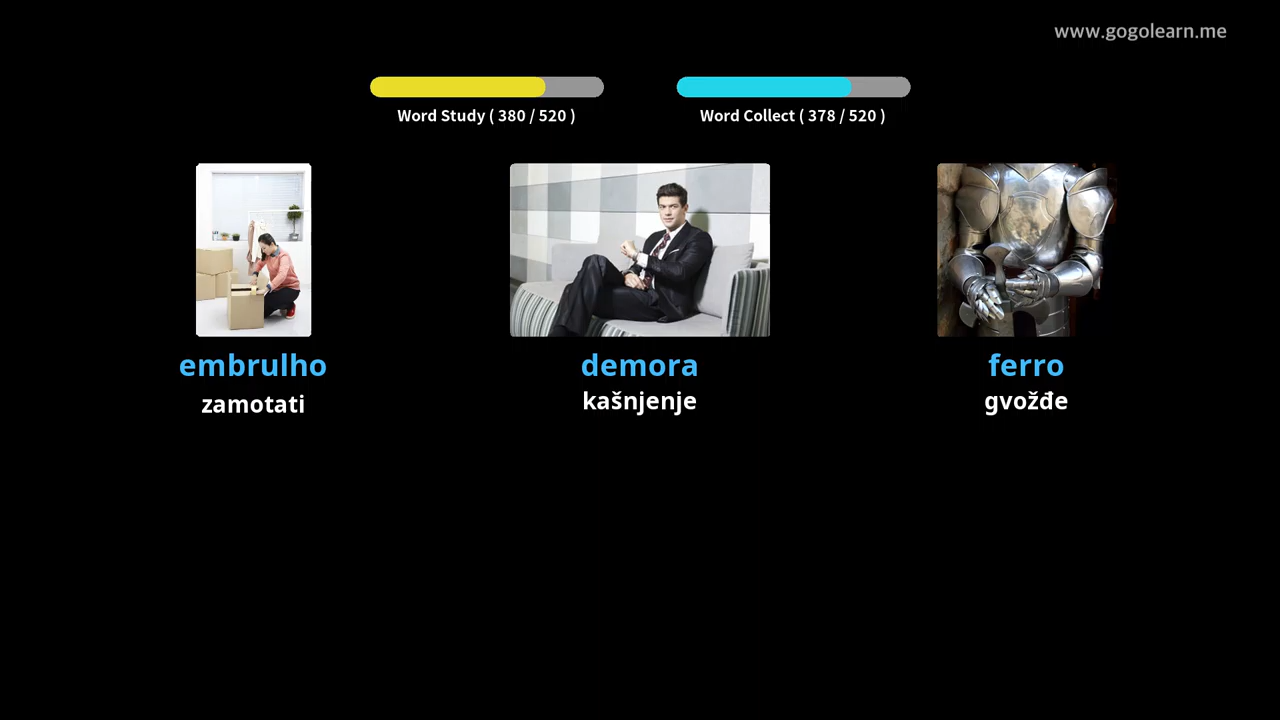 www.gogolearn.me
Word Study ( 380 / 520 )
Word Collect ( 378 / 520 )
embrulho
demora
ferro
zamotati
kašnjenje
gvožđe